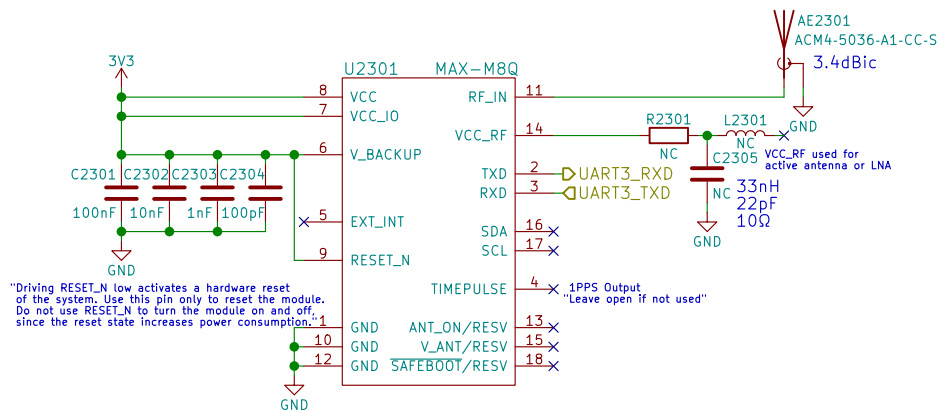 AE2301
ACM4-5036-A1-CC-S
3.4dBic
GND
3V3
U2301 MAX-M8Q
8 VCC
7 VCC_IO
6 V_BACKUP
5 EXT_INT
9 RESET_N
1 GND
10 GND
12 GND
RF_IN 11
VCC_RF 14
TXD 2 UART3_RXD
RXD 3 UART3_TXD
SDA 16
SCL 17
TIMEPULSE 4
ANT_ON/RESV 13
V_ANT/RESV 15
SAFEBOOT/RESV 18
C2301 C2302 C2303 C2304
100nF 10nF 1nF 100pF
GND
"Driving RESET_N low activates a hardware reset
of the system. Use this pin only to reset the module.
Do not use RESET_N to turn the module on and off,
since the reset state increases power consumption."
GND
R2301
NC
L2301
NC
C2305
NC
VCC_RF used for
active antenna or LNA
33nH
22pF
10Ω
GND
1PPS Output
"Leave open if not used"